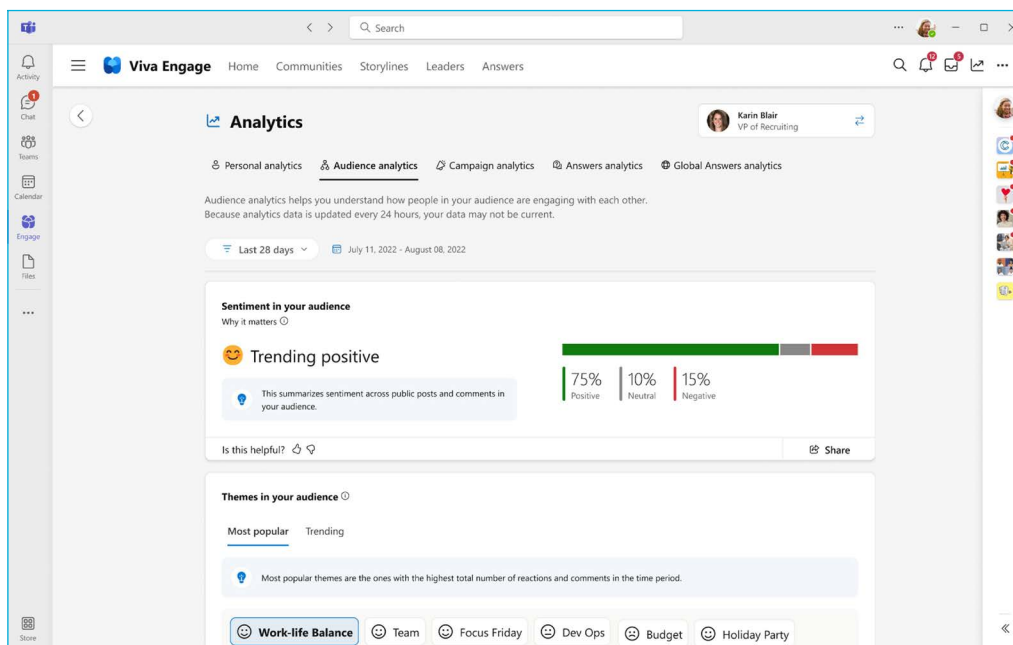 Search
Activity
Chat
1
Teams
Calendar
Engage
Files
Store
Viva Engage
Home
Communities
Storylines
Leaders
Answers
12
5
Analytics
Karin Blair
VP of Recruiting
Personal analytics
Audience analytics
Campaign analytics
Answers analytics
Global Answers analytics
Audience analytics helps you understand how people in your audience are engaging with each other.
Because analytics data is updated every 24 hours, your data may not be current.
Last 28 days
July 11, 2022 - August 08, 2022
Sentiment in your audience
Why it matters
Trending positive
This summarizes sentiment across public posts and comments in
your audience.
75%
Positive
10%
Neutral
15%
Negative
Is this helpful?
Share
Themes in your audience
Most popular
Trending
Most popular themes are the ones with the highest total number of reactions and comments in the time period.
Work-life Balance
Team
Focus Friday
Dev Ops
Budget
Holiday Party